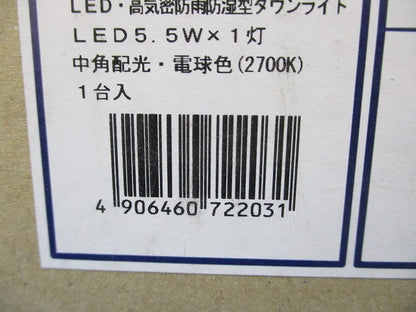 LED・高気密防雨防湿型ダウンライト
LED5.5W×1灯
中角配光・電球色(2700K)
1台入
4 906460 722031